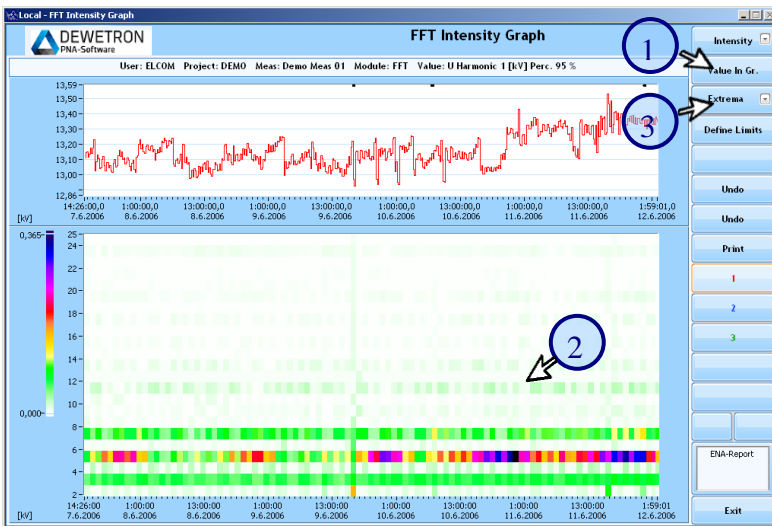 Local - FFT Intensity Graph
DEWETRON
PNA-Software
FFT Intensity Graph
User: ELCOM Project: DEMO Meas: Demo Meas 01 Module: FFT Value: U Harmonic 1 [kV] Perc. 95 %
13,59
13,40
13,30
13,20
13,10
13,00
12,86
[kV]
14:26:00,0 1:00:00,0 13:00:00,0 1:00:00,0 13:00:00,0 1:00:00,0 13:00:00,0 1:00:00,0 13:00:00,0 1:59:01,0
7.6.2006 8.6.2006 8.6.2006 9.6.2006 9.6.2006 10.6.2006 10.6.2006 11.6.2006 11.6.2006 12.6.2006
0,365
0,000
25
24
22
20
18
16
14
12
10
8
6
4
2
[kV]
14:26:00 1:00:00 13:00:00 1:00:00 13:00:00 1:00:00 13:00:00 1:00:00 13:00:00 1:59:01
7.6.2006 8.6.2006 8.6.2006 9.6.2006 9.6.2006 10.6.2006 10.6.2006 11.6.2006 11.6.2006 12.6.2006
1
2
3
Intensity
Value In Gr.
Extrema
Define Limits
Undo
Undo
Print
1
2
3
ENA-Report
Exit